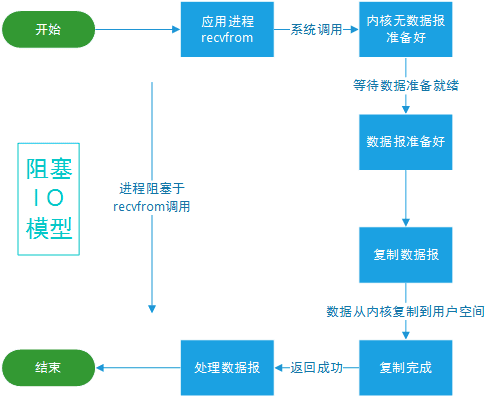 开始
应用进程
recvfrom
系统调用
内核无数据报
准备好
等待数据准备就绪
数据报准备好
阻塞
IO
模型
进程阻塞于
recvfrom调用
复制数据报
数据从内核复制到用户空间
结束
处理数据报
返回成功
复制完成